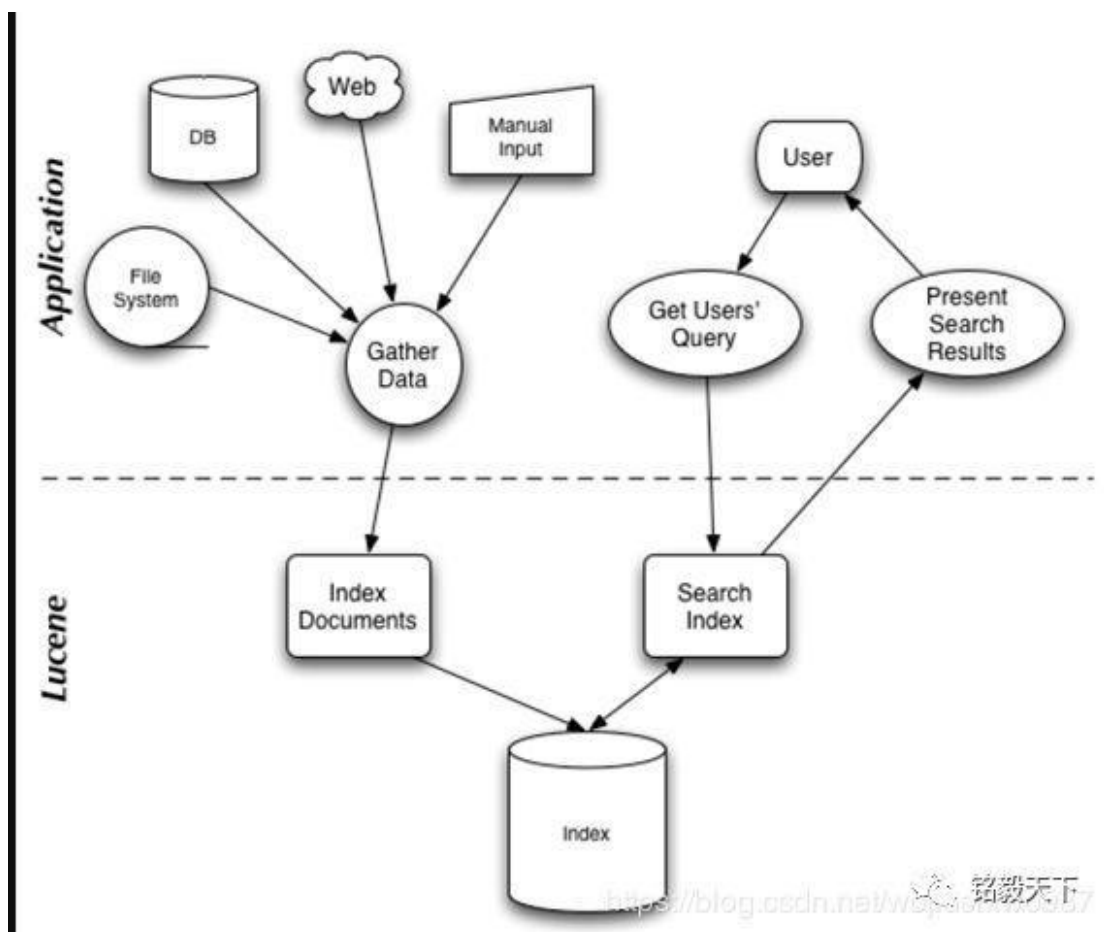 Web
DB
Manual
Input
User
Application
File
System
Gather
Data
Get Users'
Query
Present
Search
Results
Lucene
Index
Documents
Search
Index
Index
铭毅天下